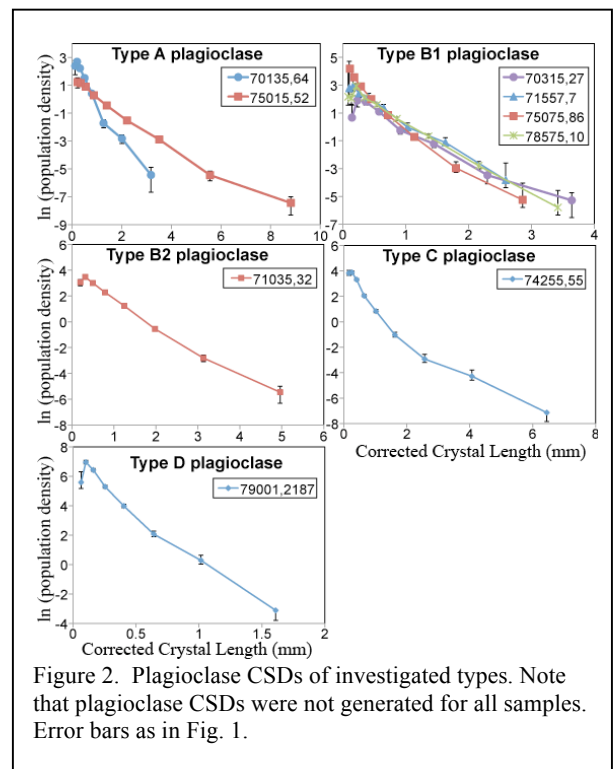 Type A plagioclase
70135,64
75015,52
ln (population density)
3
1
-1
-3
-5
-7
-9
0 2 4 6 8 10
Type B1 plagioclase
70315,27
71557,7
75075,86
78575,10
5
3
1
-1
-3
-5
-7
0 1 2 3 4
Type B2 plagioclase
71035,32
ln (population density)
6
4
2
0
-2
-4
-6
-8
0 1 2 3 4 5 6
Type C plagioclase
74255,55
6
4
2
0
-2
-4
-6
-8
0 2 4 6 8
Corrected Crystal Length (mm)
Type D plagioclase
79001,2187
ln (population density)
8
6
4
2
0
-2
-4
0 0.5 1 1.5 2
Corrected Crystal Length (mm)
Figure 2. Plagioclase CSDs of investigated types. Note
that plagioclase CSDs were not generated for all samples.
Error bars as in Fig. 1.